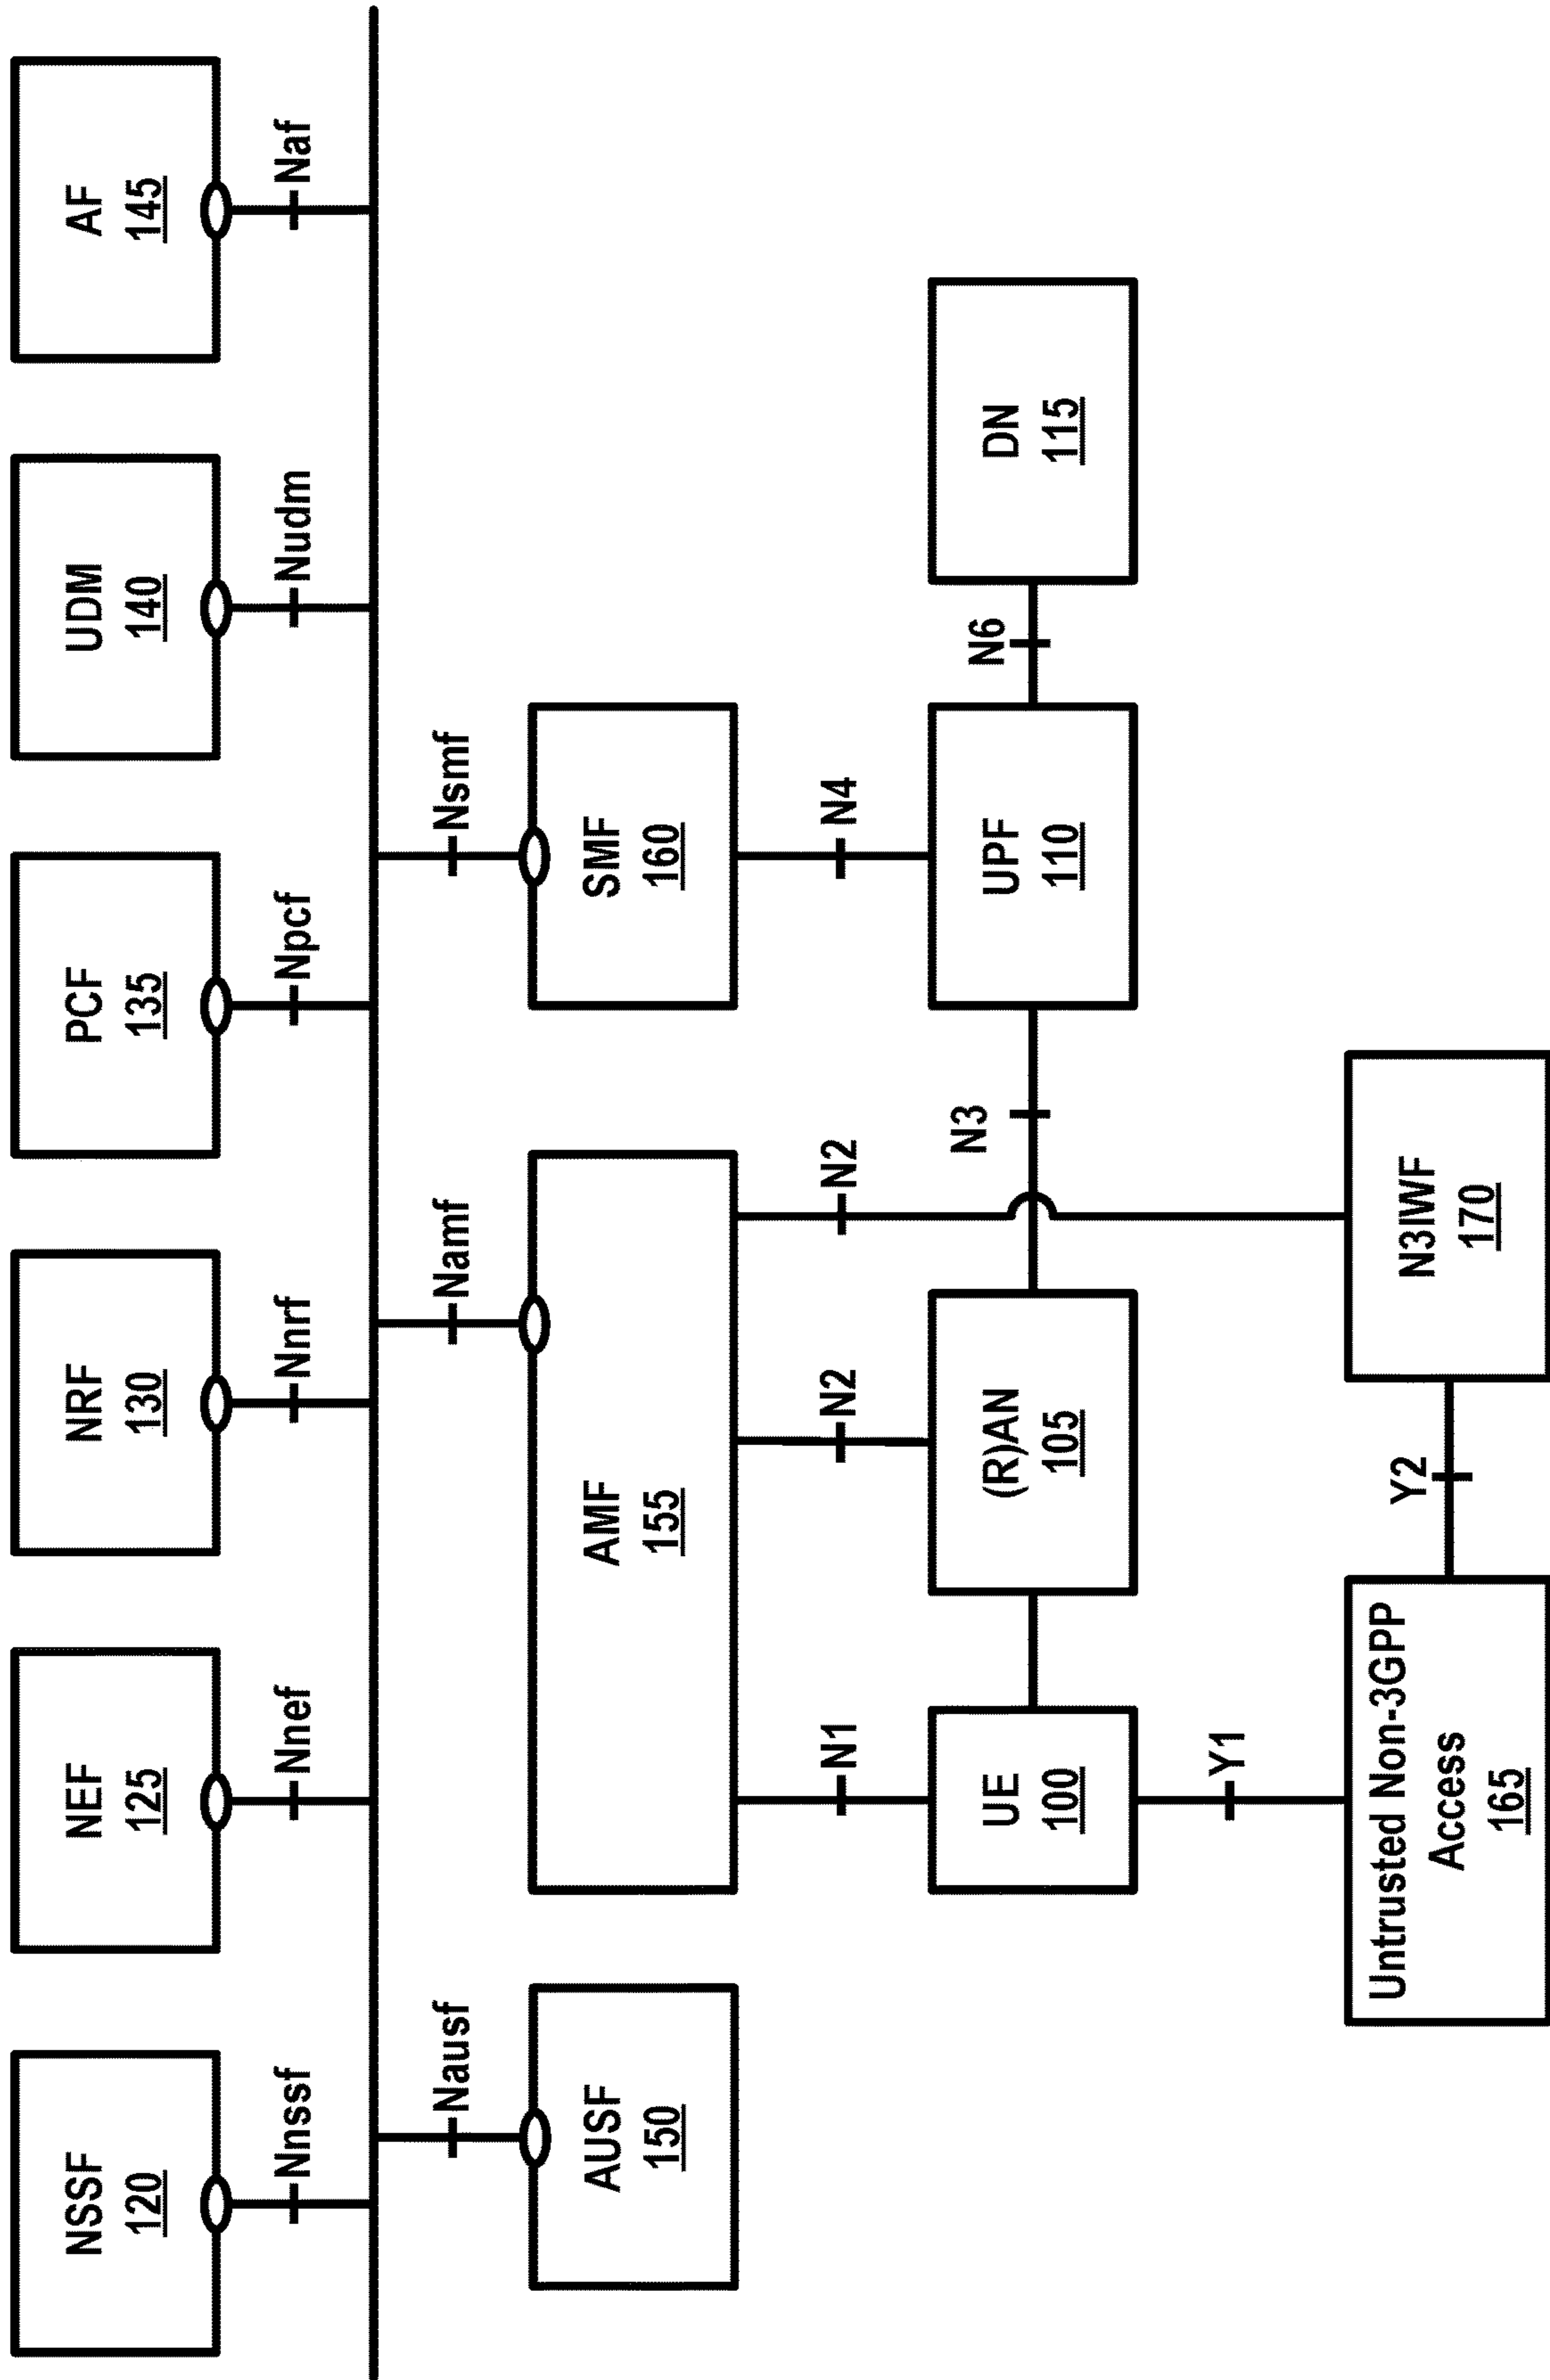 NSSF
120
NEF
125
NRF
130
PCF
135
UDM
140
AF
145
Nnssf
Nnef
Nnrf
Npcf
Nudm
Naf
Nausf
Namf
Nsmf
AUSF
150
AMF
155
SMF
160
N1
N2
N2
N4
UE
100
(R)AN
105
N3
UPF
110
N6
DN
115
Y1
Untrusted Non-3GPP
Access
165
Y2
N3IWF
170